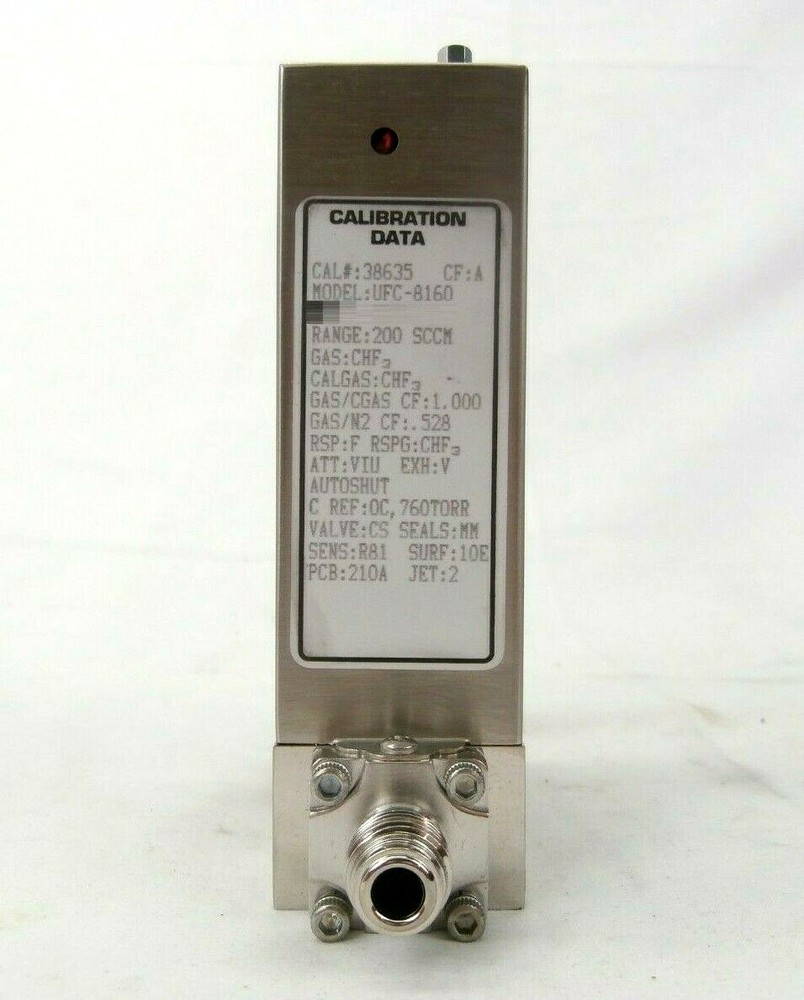 CALIBRATION
DATA
CAL#:38635 CF:A
MODEL:UFC-8160
RANGE:200 SCCM
GAS:CHF₃
CALGAS:CHF₃
GAS/CGAS CF:1.000
GAS/N2 CF:.528
RSP:F RSPG:CHF₃
ATT:VIU EXH:V
AUTOSHUT
C REF:0C,760TORR
VALVE:CS SEALS:MM
SENS:R81 SURF:10E
PCB:210A JET:2